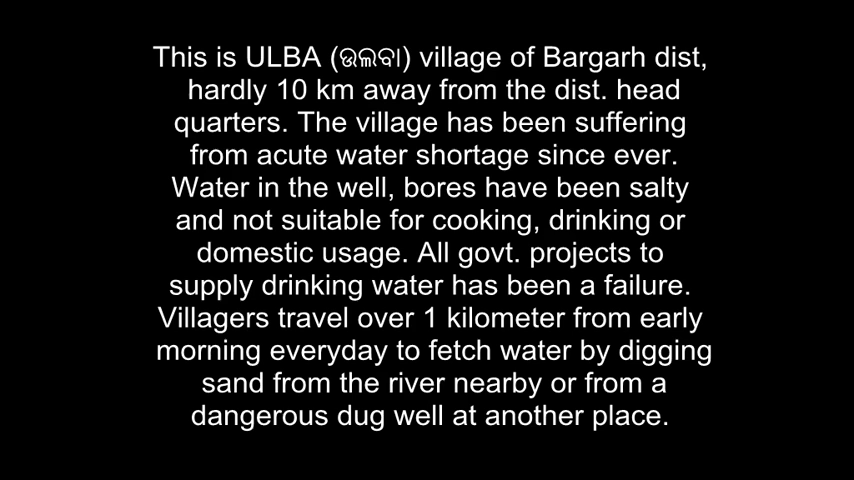 This is ULBA (ଉଲବା) village of Bargarh dist,
hardly 10 km away from the dist. head
quarters. The village has been suffering
from acute water shortage since ever.
Water in the well, bores have been salty
and not suitable for cooking, drinking or
domestic usage. All govt. projects to
supply drinking water has been a failure.
Villagers travel over 1 kilometer from early
morning everyday to fetch water by digging
sand from the river nearby or from a
dangerous dug well at another place.